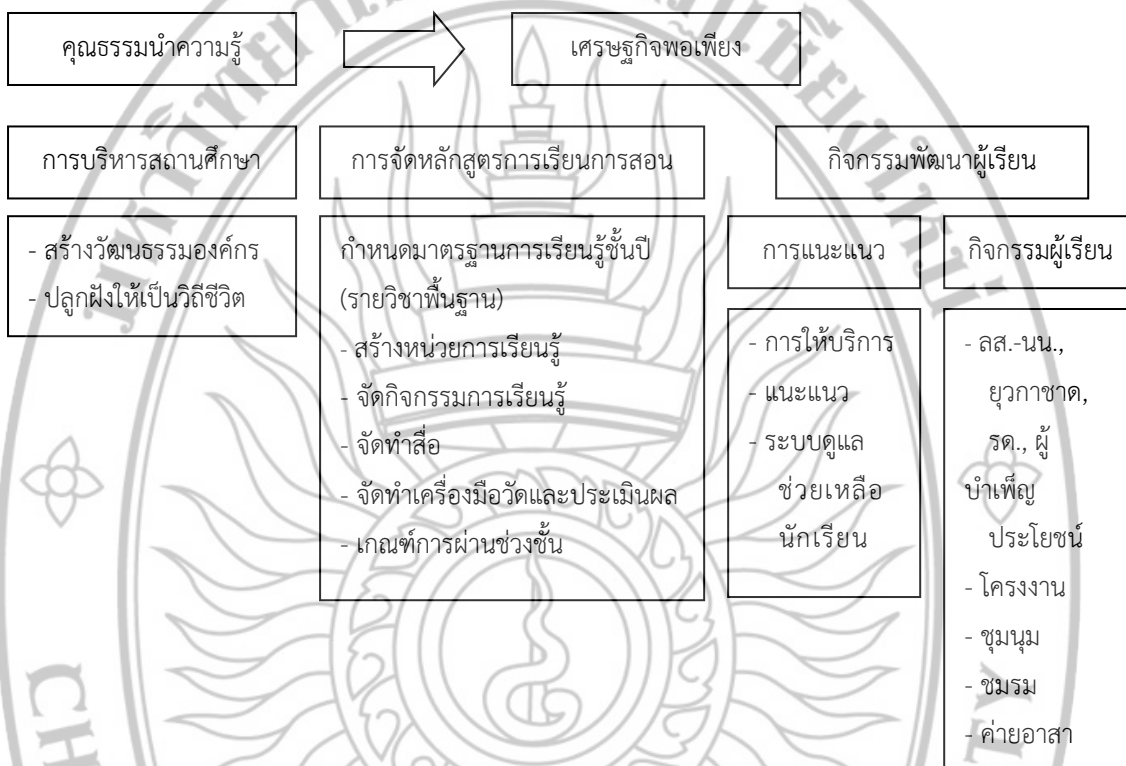 คุณธรรมนำความรู้
เศรษฐกิจพอเพียง
การบริหารสถานศึกษา
การจัดหลักสูตรการเรียนการสอน
กิจกรรมพัฒนาผู้เรียน
- สร้างวัฒนธรรมองค์กร
- ปลูกฝังให้เป็นวิถีชีวิต
กำหนดมาตรฐานการเรียนรู้ชั้นปี
(รายวิชาพื้นฐาน)
- สร้างหน่วยการเรียนรู้
- จัดกิจกรรมการเรียนรู้
- จัดทำสื่อ
- จัดทำเครื่องมือวัดและประเมินผล
- เกณฑ์การผ่านช่วงชั้น
การแนะแนว
- การให้บริการ
- แนะแนว
- ระบบดูแล
ช่วยเหลือ
นักเรียน
กิจกรรมผู้เรียน
- ลส.-นน.,
ยุวกาชาด,
รด., ผู้
บำเพ็ญ
ประโยชน์
- โครงงาน
- ชุมนุม
- ชมรม
- ค่ายอาสา